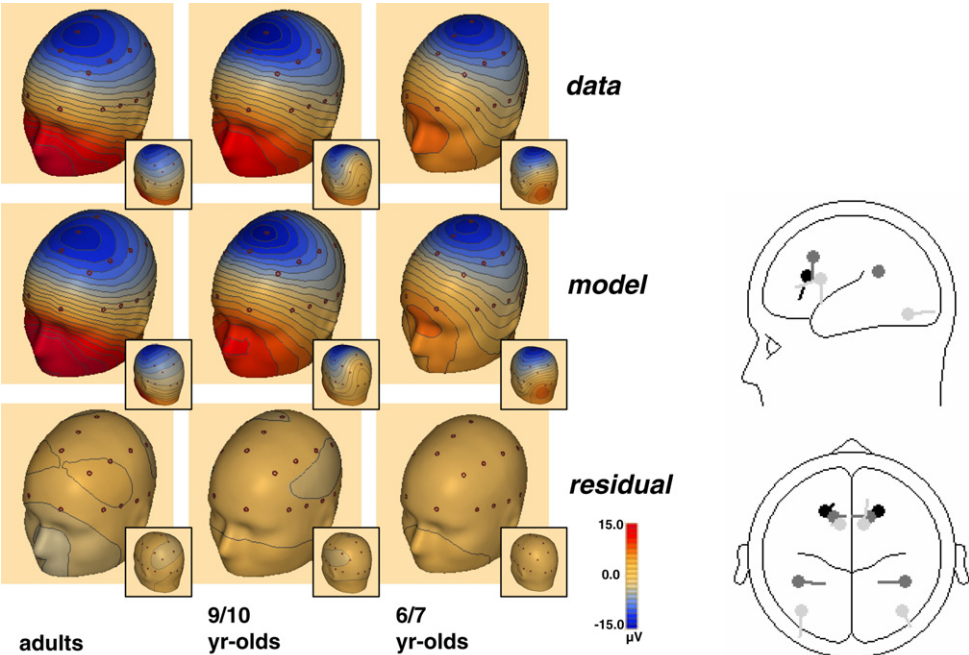 data
model
residual
15.0
0.0
-15.0
μV
adults
9/10
yr-olds
6/7
yr-olds